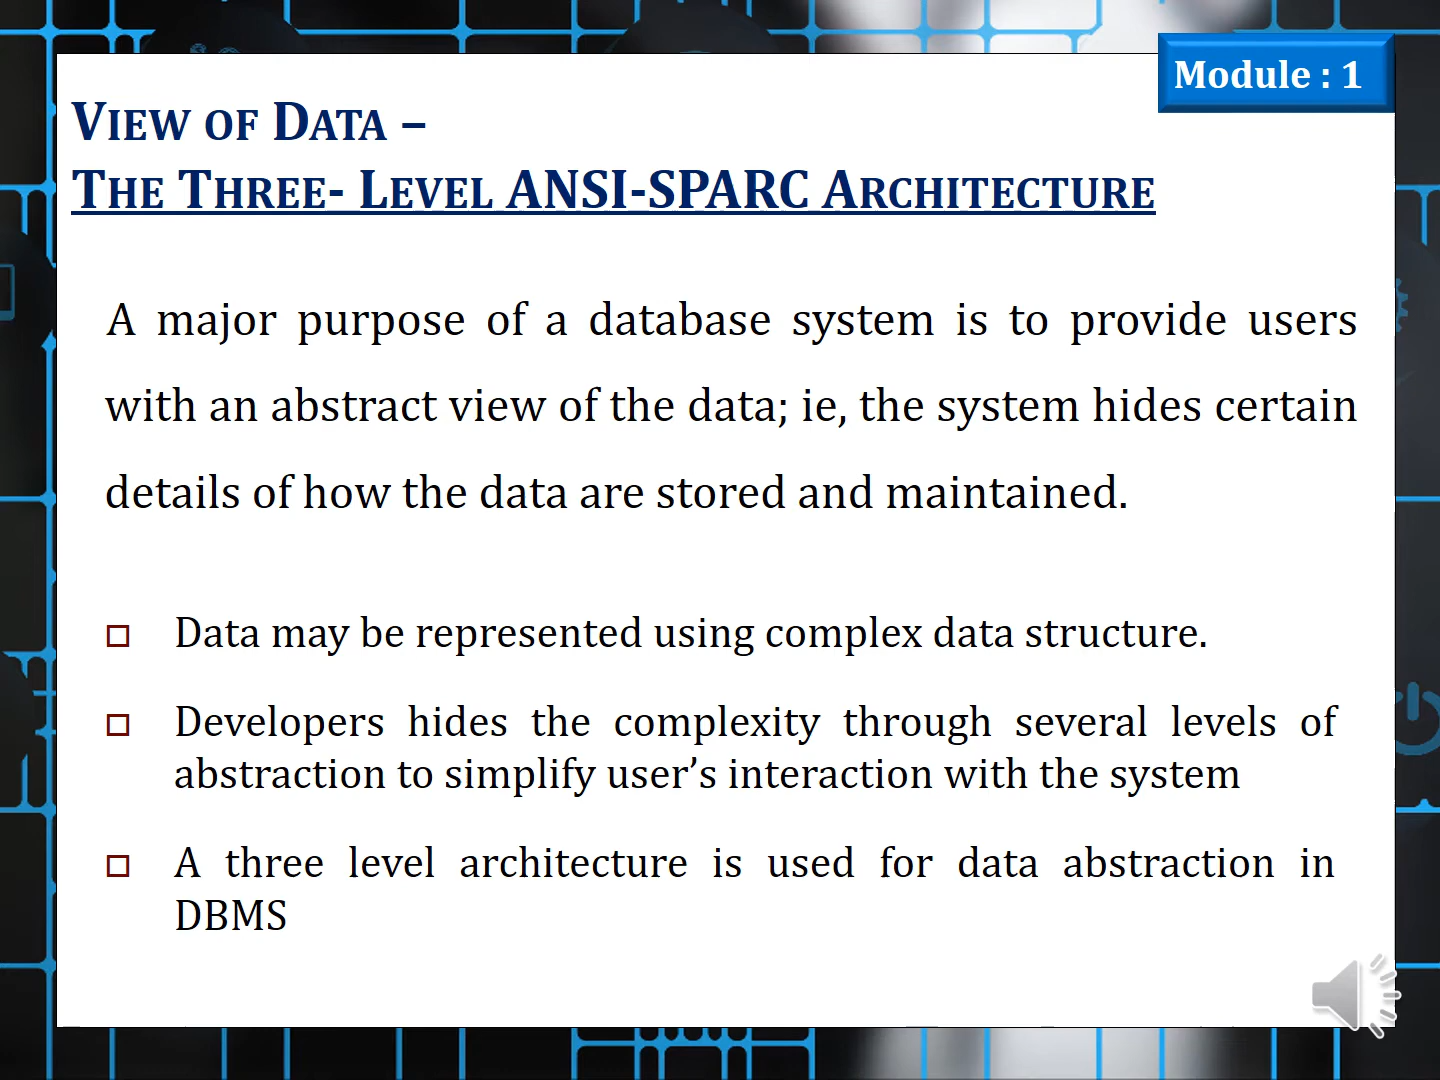 Module : 1
VIEW OF DATA –
THE THREE- LEVEL ANSI-SPARC ARCHITECTURE
A major purpose of a database system is to provide users
with an abstract view of the data; ie, the system hides certain
details of how the data are stored and maintained.
Data may be represented using complex data structure.
Developers hides the complexity through several levels of
abstraction to simplify user’s interaction with the system
A three level architecture is used for data abstraction in
DBMS